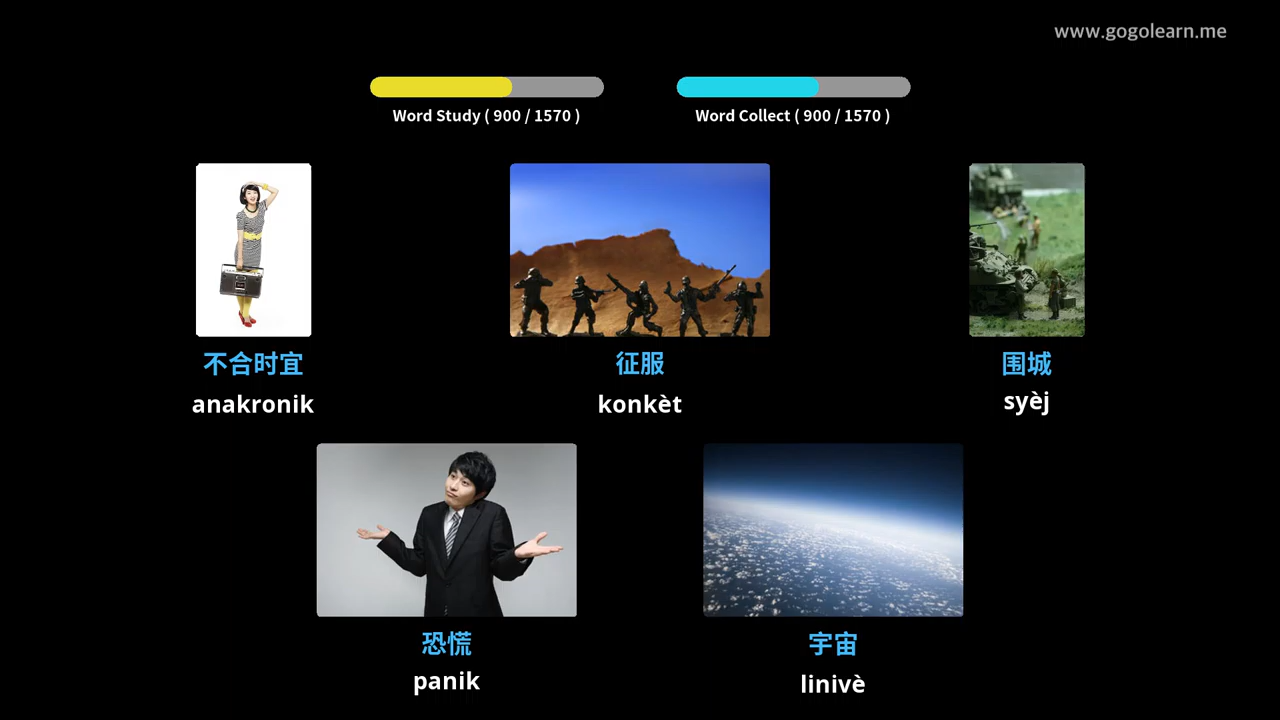 www.gogolearn.me
Word Study ( 900 / 1570 )
Word Collect ( 900 / 1570 )
不合时宜
anakronik
征服
konkèt
围城
syèj
恐慌
panik
宇宙
linivè